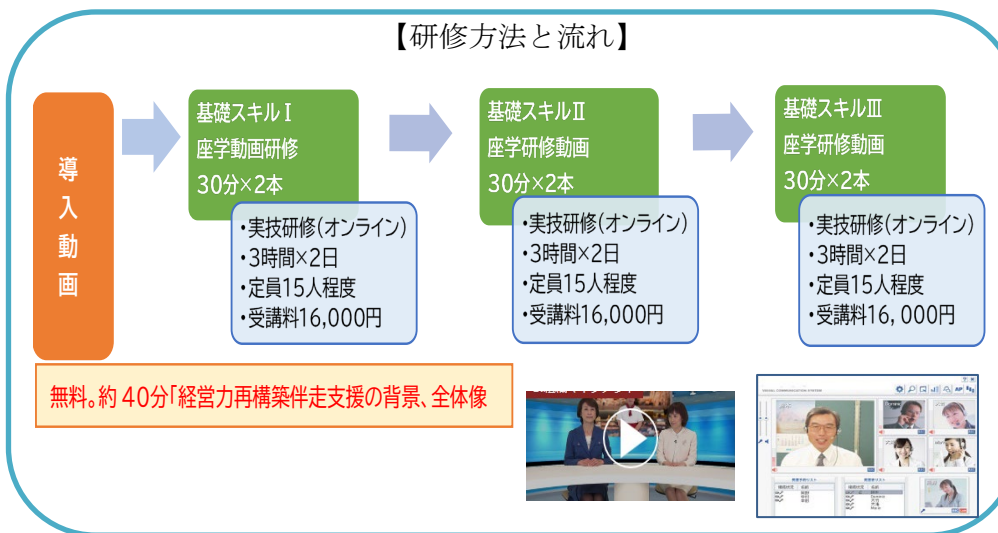 【研修方法と流れ】
導入動画
基礎スキルⅠ
座学動画研修
30分×2本
・実技研修(オンライン)
・3時間×2日
・定員15人程度
・受講料16,000円
基礎スキルⅡ
座学研修動画
30分×2本
・実技研修(オンライン)
・3時間×2日
・定員15人程度
・受講料16,000円
基礎スキルⅢ
座学研修動画
30分×2本
・実技研修(オンライン)
・3時間×2日
・定員15人程度
・受講料16, 000円
無料。約40分「経営力再構築伴走支援の背景、全体像